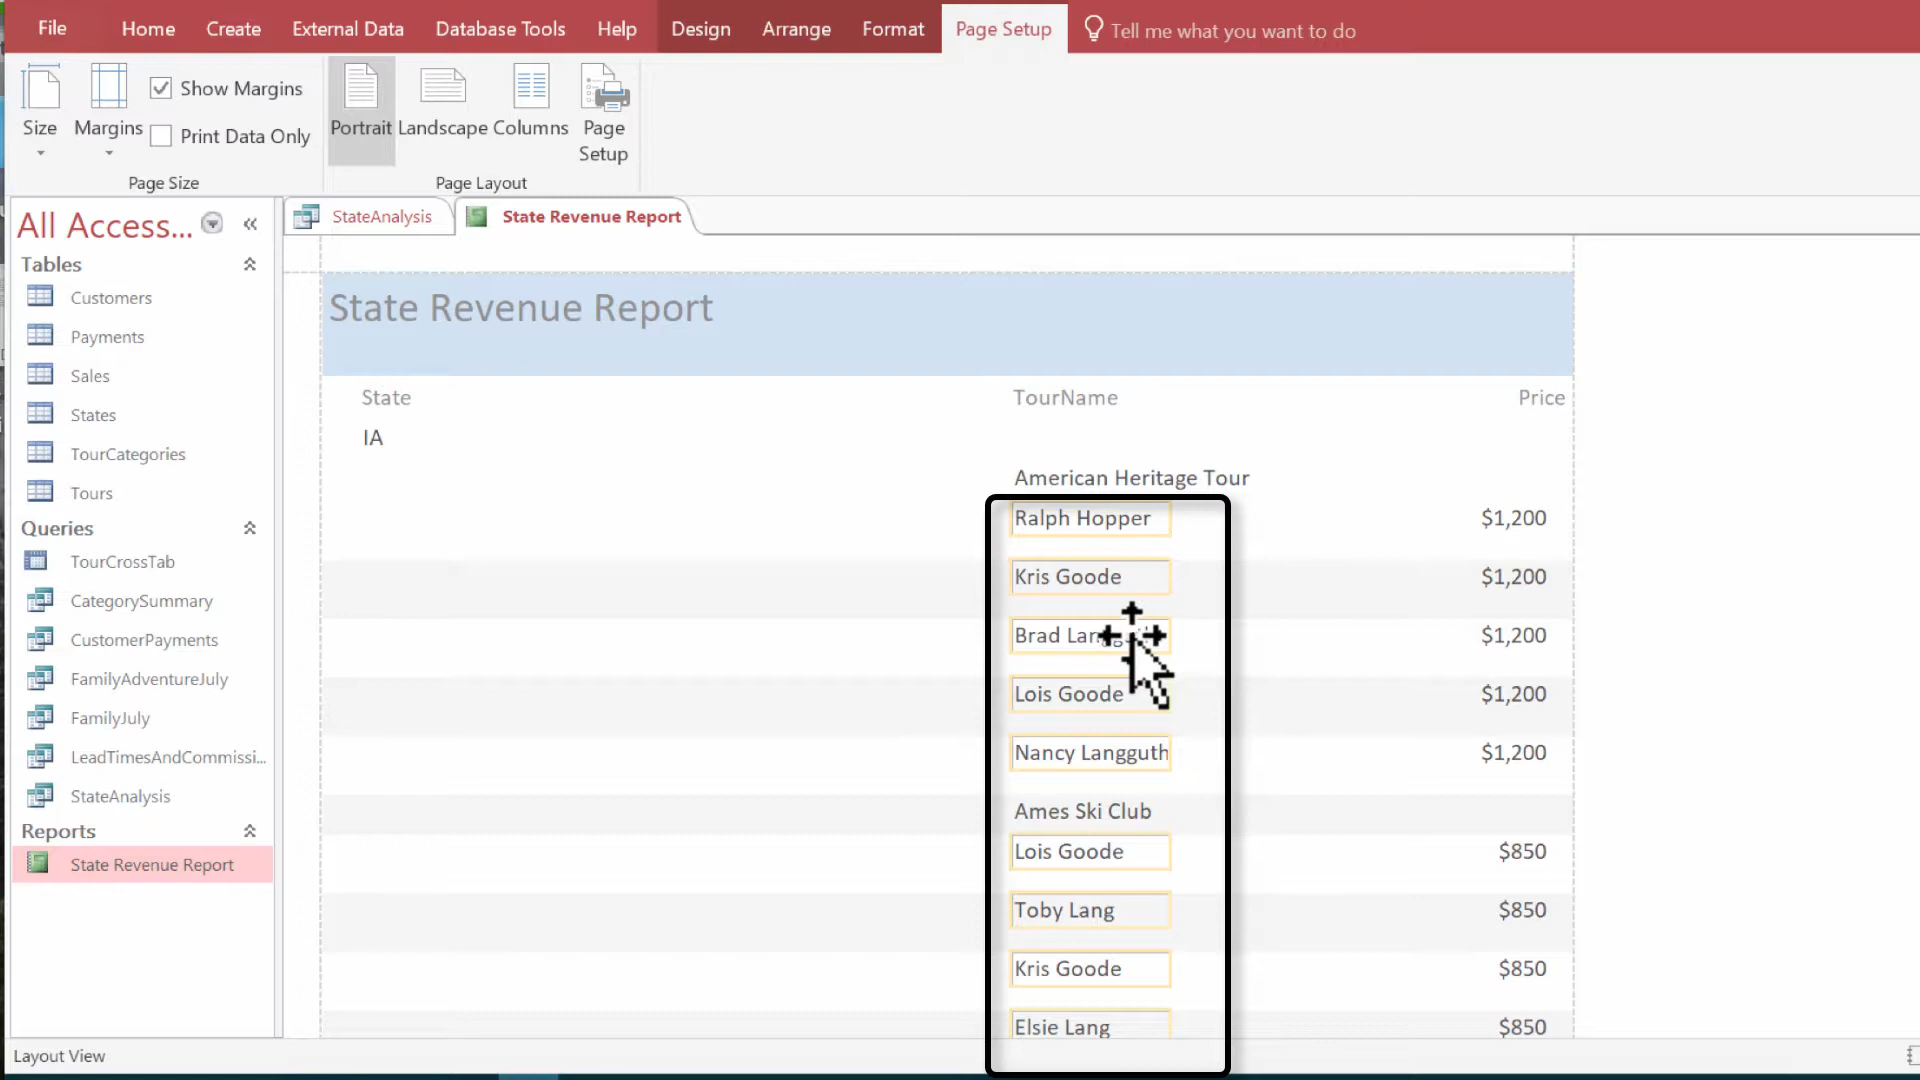 File Home Create External Data Database Tools Help Design Arrange Format Page Setup Tell me what you want to do
Size Margins Show Margins Print Data Only Portrait Landscape Columns Page Setup
Page Size Page Layout
All Access...
StateAnalysis State Revenue Report
Tables
Customers
Payments
Sales
States
TourCategories
Tours
Queries
TourCrossTab
CategorySummary
CustomerPayments
FamilyAdventureJuly
FamilyJuly
LeadTimesAndCommissi...
StateAnalysis
Reports
State Revenue Report
State Revenue Report
State TourName Price
IA
American Heritage Tour
Ralph Hopper $1,200
Kris Goode $1,200
Brad $1,200
Lois Goode $1,200
Nancy Langguth $1,200
Ames Ski Club
Lois Goode $850
Toby Lang $850
Kris Goode $850
Elsie Lang $850
Layout View